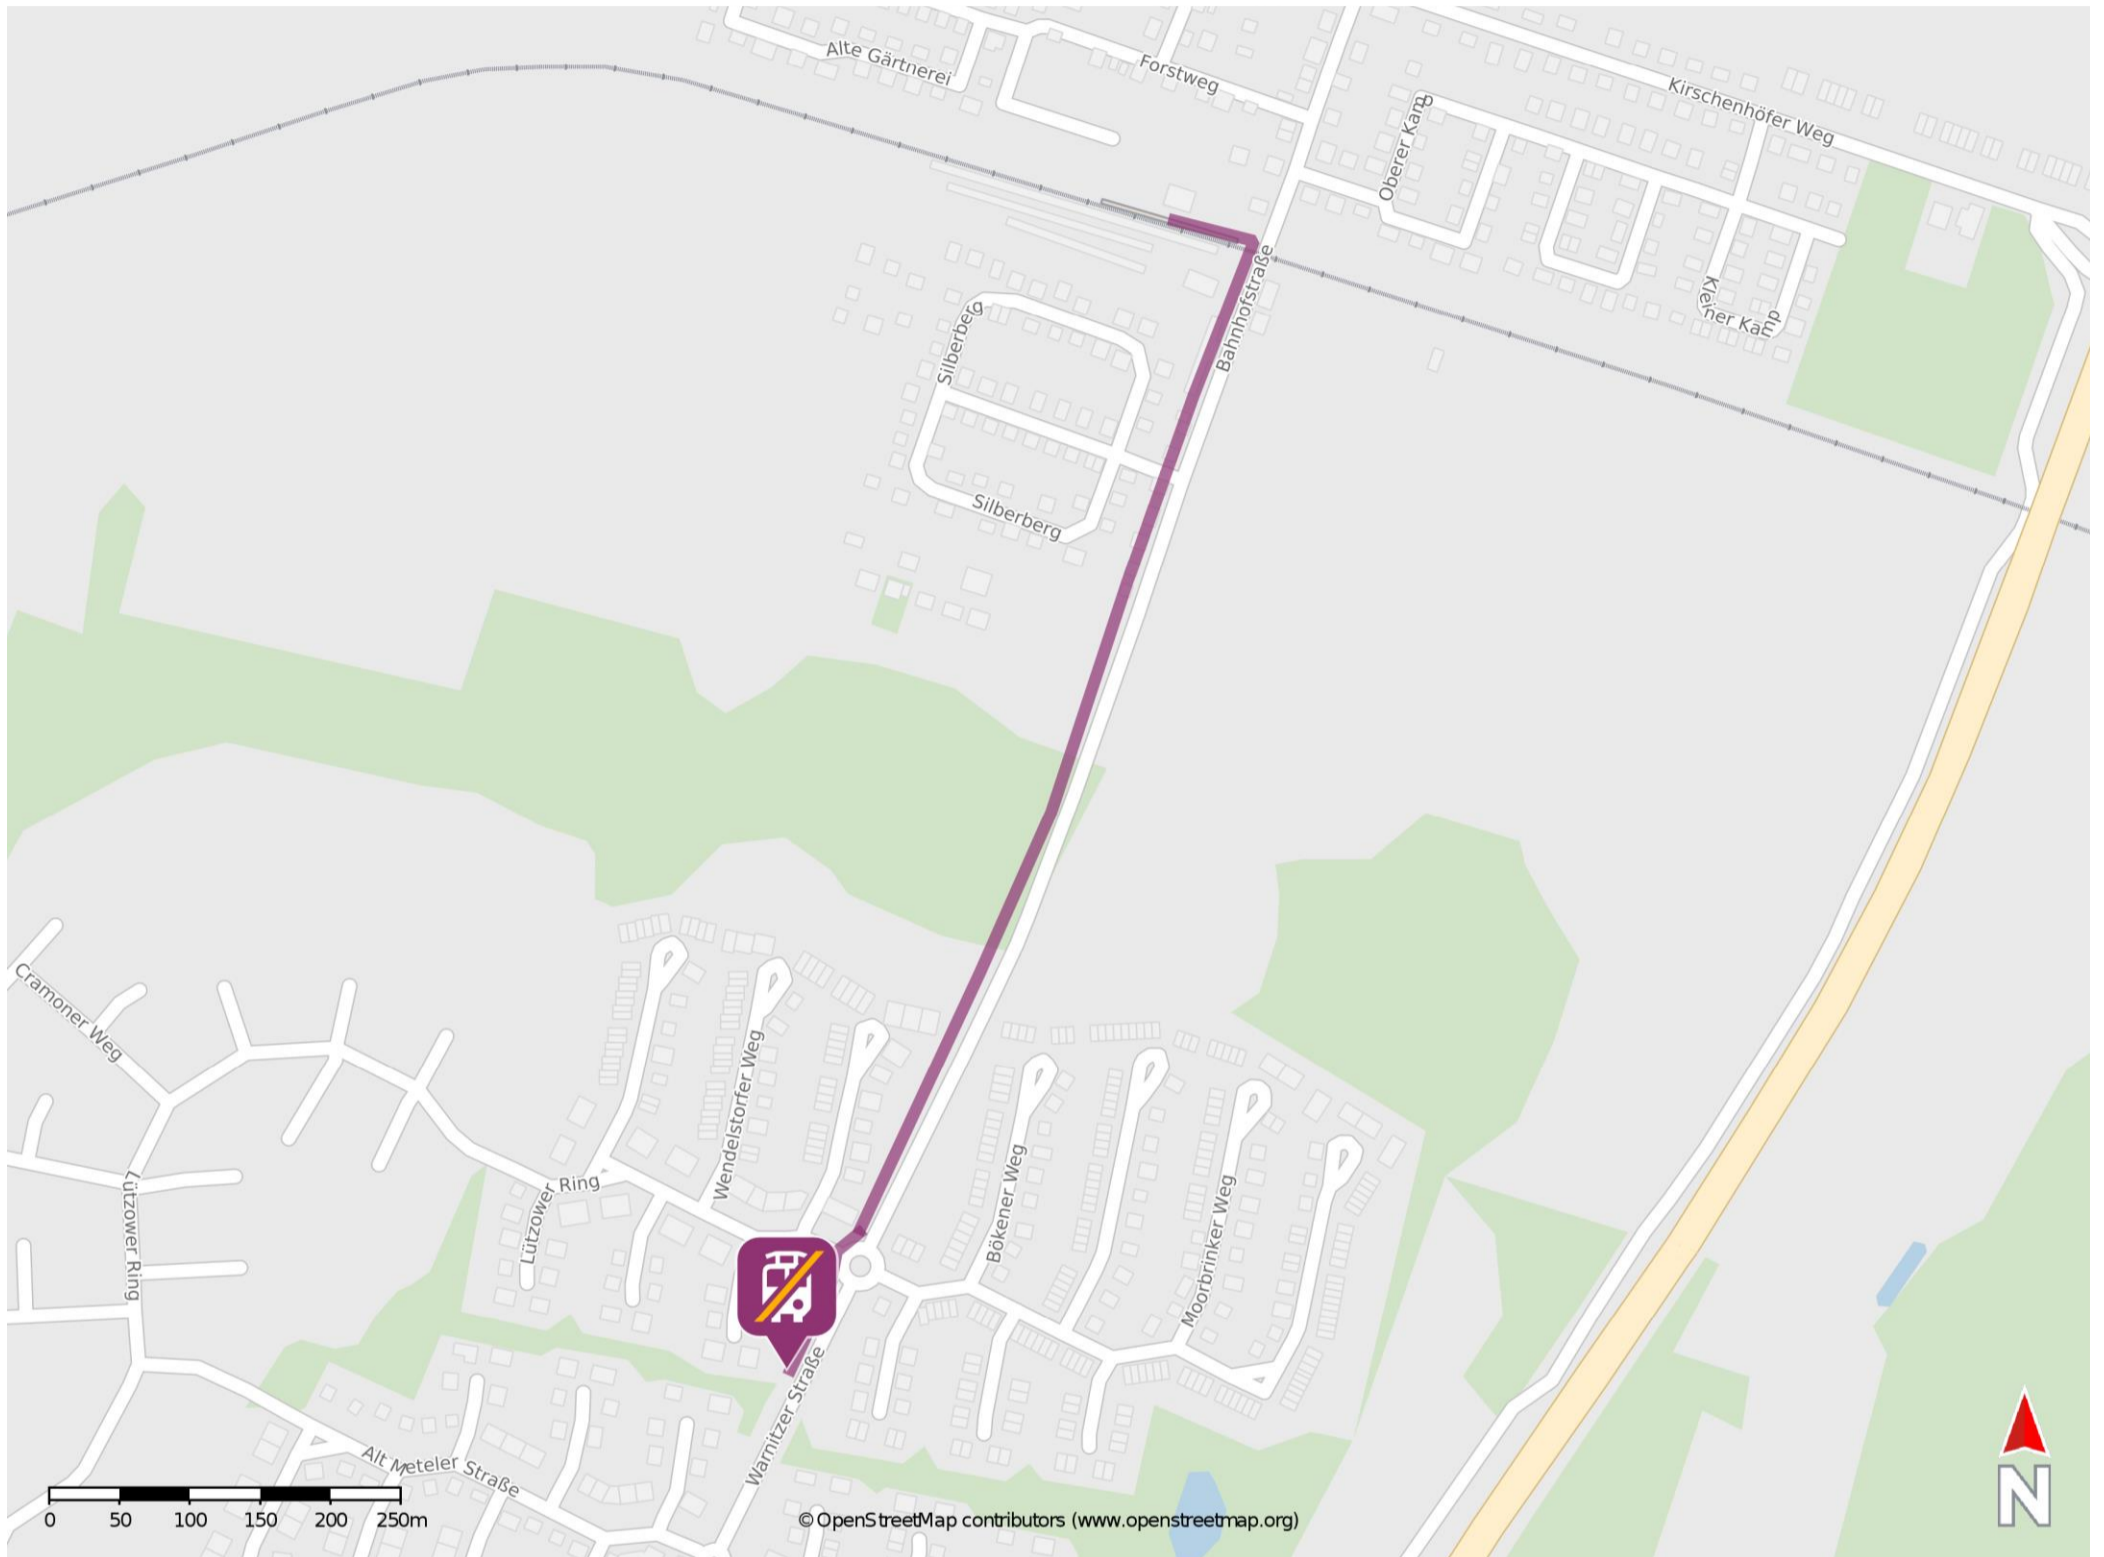 Alte Gärtnerei
Forstweg
Kirschenhöfer Weg
Oberer Kamp
Bahnhofstraße
Kleiner Kamp
Silberberg
Silberberg
Cramoner Weg
Wendelstorfer Weg
Bökener Weg
Lützower Ring
Lützower Ring
Moorbrinker Weg
Warnitzer Straße
Alt Meteler Straße
0 50 100 150 200 250m
©OpenStreetMap contributors (www.openstreetmap.org)
N